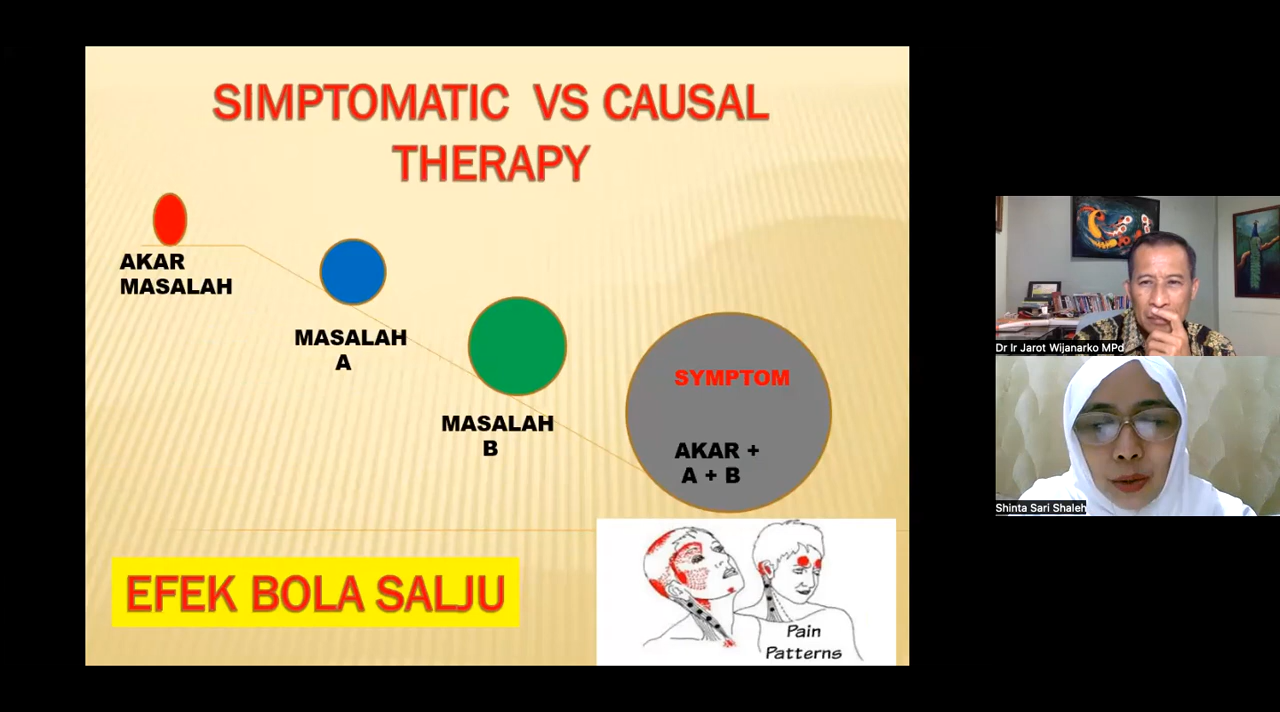 SIMPTOMATIC VS CAUSAL
THERAPY
AKAR
MASALAH
MASALAH
A
MASALAH
B
SYMPTOM
AKAR +
A + B
EFEK BOLA SALJU
Pain
Patterns
Dr Ir Jarot Wijanarko MPd
Shinta Sari Shaleh